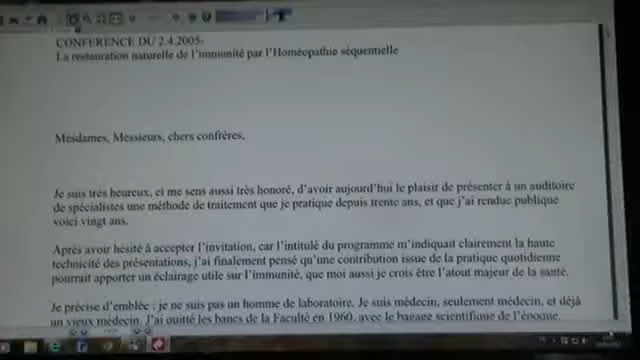 CONFERENCE DU 2.4.2005-
La restauration naturelle de l'immunité par l'Homéopathie séquentielle
Mesdames, Messieurs, chers confrères,
Je suis très heureux, et me sens aussi très honoré, d'avoir aujourd'hui le plaisir de présenter à un auditoire
de spécialistes une méthode de traitement que je pratique depuis trente ans, et que j'ai rendue publique
voici vingt ans.
Après avoir hésité à accepter l'invitation, car l'intitulé du programme m'indiquait clairement la haute
technicité des présentations, j'ai finalement pensé qu'une contribution issue de la pratique quotidienne
pourrait apporter un éclairage utile sur l'immunité, que moi aussi je crois être l'atout majeur de la santé.
Je précise d'emblée : je ne suis pas un homme de laboratoire. Je suis médecin, seulement médecin, et déjà
un vieux médecin. J'ai quitté les bancs de la Faculté en 1960, avec le bagage scientifique de l'époque.